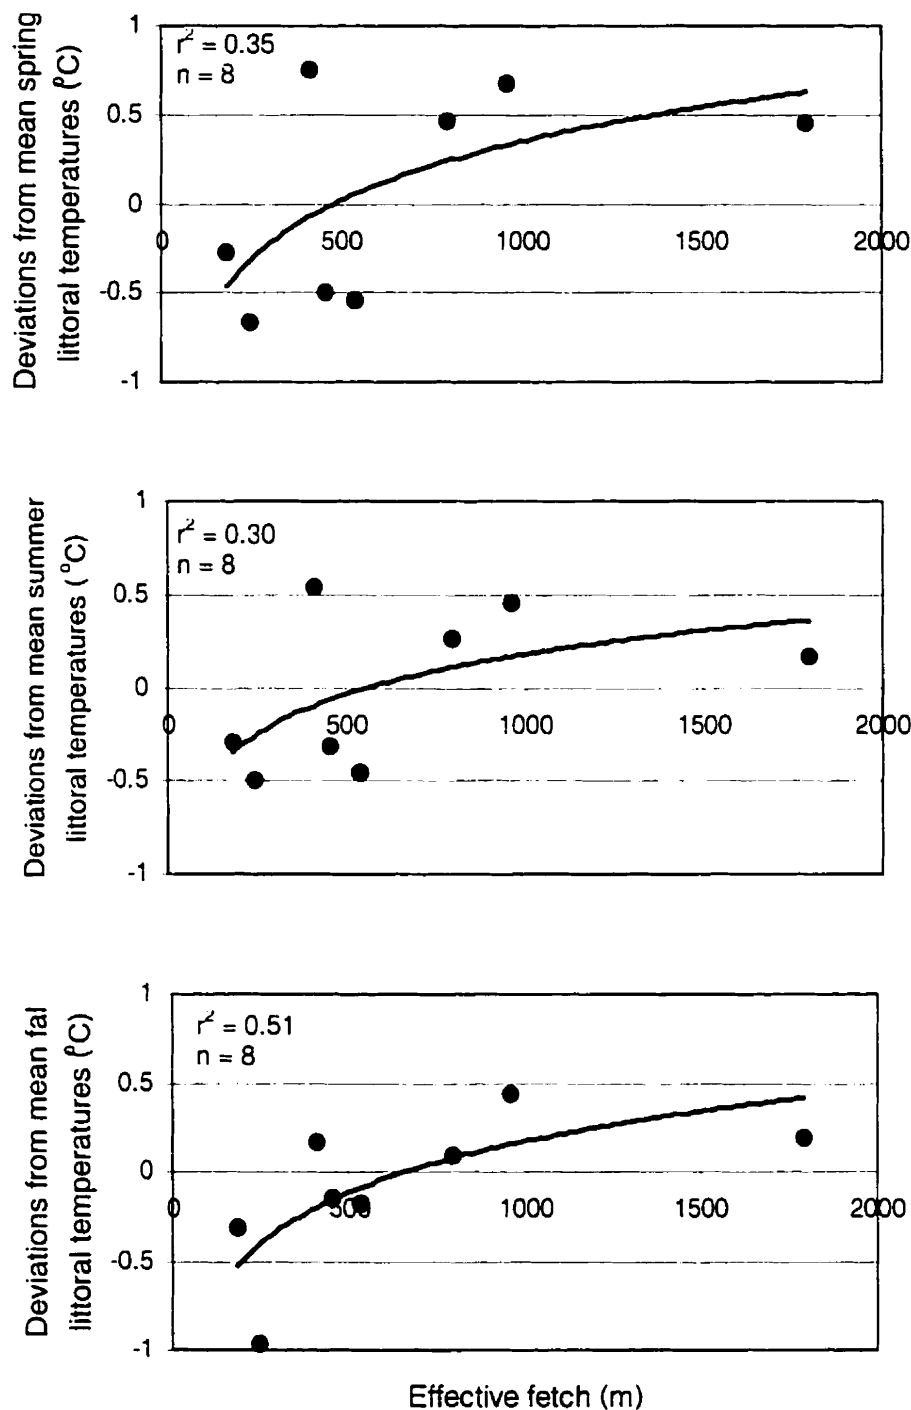 Deviations from mean spring
littoral temperatures (°C)
r² = 0.35
n = 8
1
0.5
0
-0.5
-1
0 500 1000 1500 2000
Deviations from mean summer
littoral temperatures (°C)
r² = 0.30
n = 8
1
0.5
0
-0.5
-1
0 500 1000 1500 2000
Deviations from mean fal
littoral temperatures (°C)
r² = 0.51
n = 8
1
0.5
0
-0.5
-1
0 500 1000 1500 2000
Effective fetch (m)